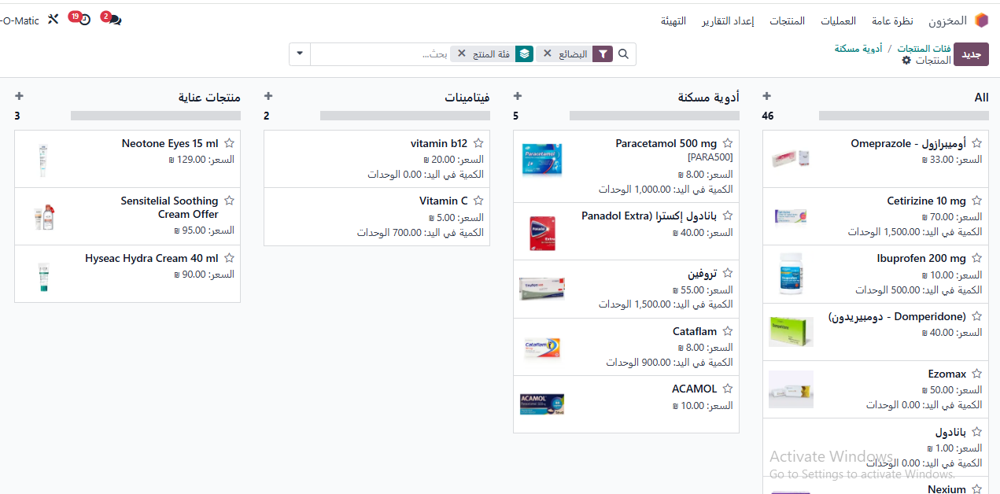 المخزون
نظرة عامة
العمليات
المنتجات
إعداد التقارير
التهيئة
2
19
-O-Matic
جديد
فئات المنتجات / أدوية مسكنة
المنتجات
البضائع ×
فئة المنتج ×
بحث...
All
46
أوميبرازول - Omeprazole
السعر: 33.00 ₪
Cetirizine 10 mg
السعر: 70.00 ₪
الكمية في اليد: 1,500.00 الوحدات
Ibuprofen 200 mg
السعر: 10.00 ₪
الكمية في اليد: 500.00 الوحدات
(Domperidone - دومبيريدون)
السعر: 40.00 ₪
Ezomax
السعر: 50.00 ₪
الكمية في اليد: 0.00 الوحدات
بانادول
السعر: 1.00 ₪
الكمية في اليد: 0.00 الوحدات
Nexium
أدوية مسكنة
5
Paracetamol 500 mg
[PARA500]
السعر: 8.00 ₪
الكمية في اليد: 1,000.00 الوحدات
Paracetamol
بانادول إكسترا (Panadol Extra
السعر: 40.00 ₪
Panadol
Extra
تروفين
السعر: 55.00 ₪
الكمية في اليد: 1,500.00 الوحدات
Cataflam
السعر: 8.00 ₪
الكمية في اليد: 900.00 الوحدات
Cataflam
ACAMOL
السعر: 10.00 ₪
ACAMOL
فيتامينات
2
vitamin b12
السعر: 20.00 ₪
الكمية في اليد: 0.00 الوحدات
Vitamin C
السعر: 5.00 ₪
الكمية في اليد: 700.00 الوحدات
منتجات عناية
3
Neotone Eyes 15 ml
السعر: 129.00 ₪
Sensitelial Soothing
Cream Offer
السعر: 95.00 ₪
Hyseac Hydra Cream 40 ml
السعر: 90.00 ₪
Activate Windows
Go to Settings to activate Windows.